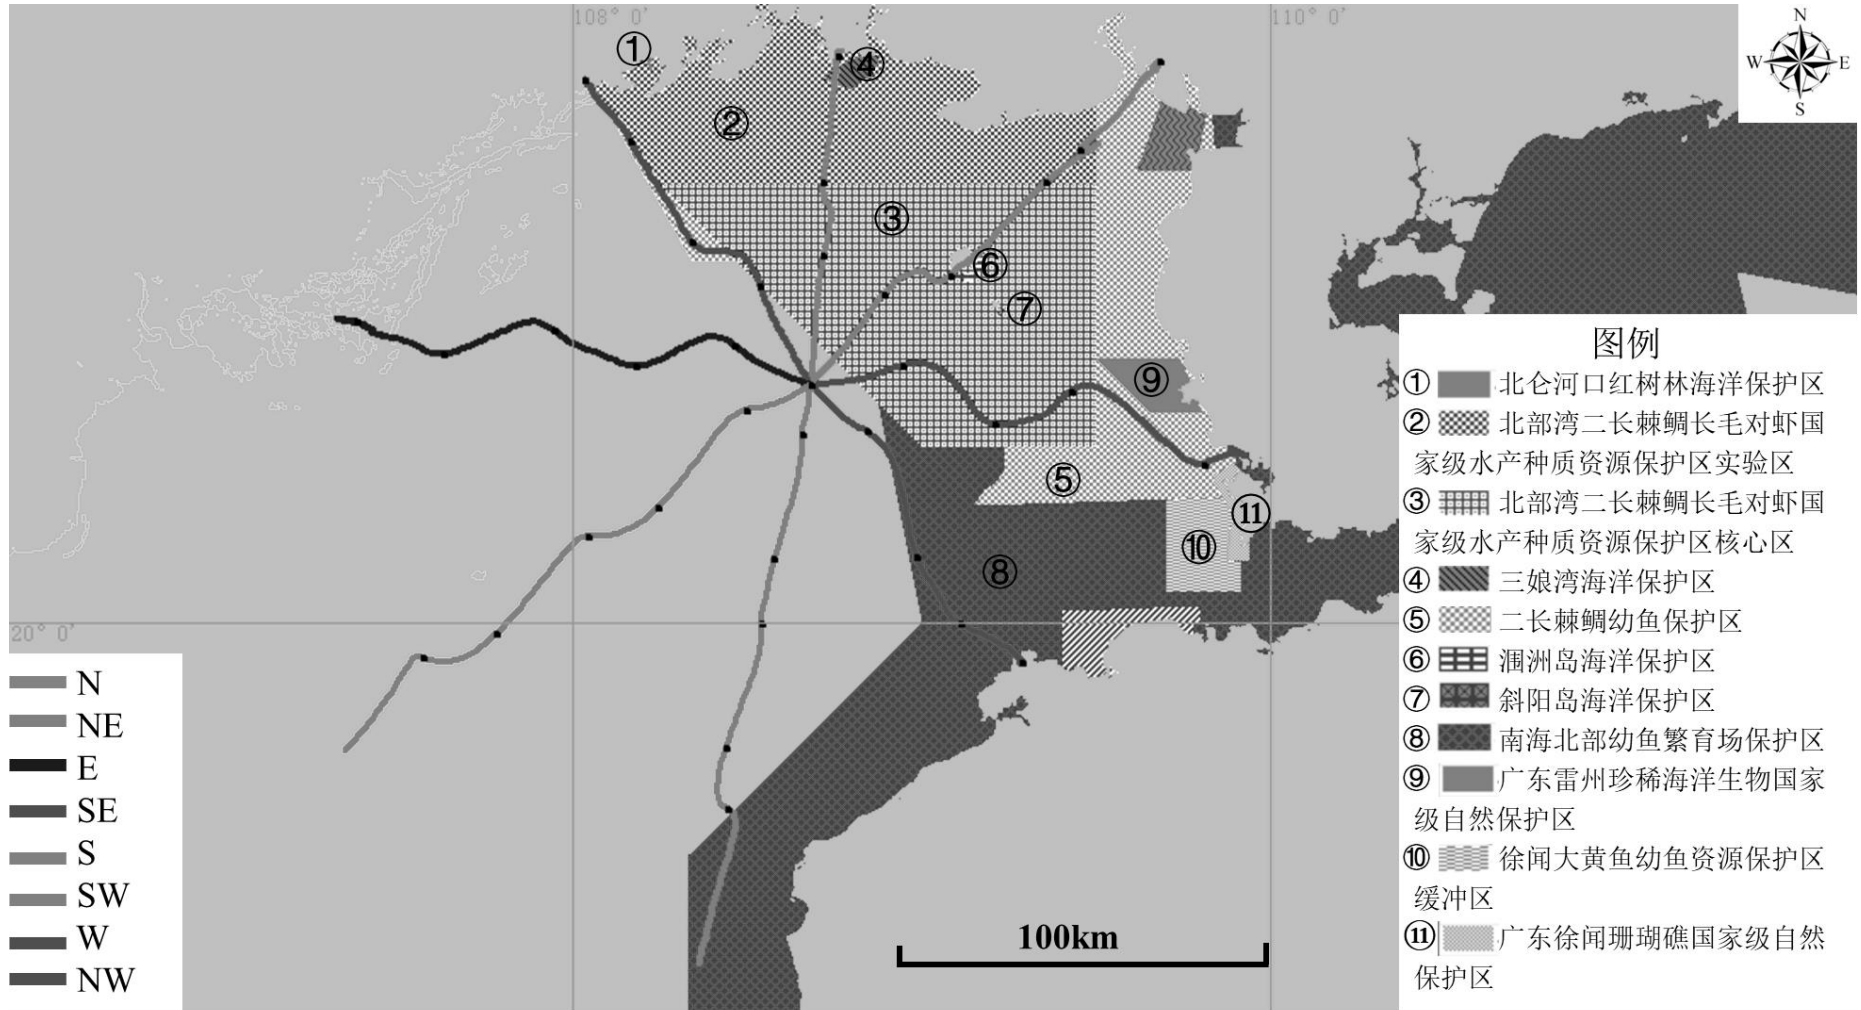 108° 0'
110° 0'
N
W
E
S
①
④
②
③
⑥
⑦
⑨
⑤
⑪
⑩
⑧
20° 0'
N
NE
E
SE
S
SW
W
NW
100km
图例
① 北仑河口红树林海洋保护区
② 北部湾二长棘鲷长毛对虾国
家级水产种质资源保护区实验区
③ 北部湾二长棘鲷长毛对虾国
家级水产种质资源保护区核心区
④ 三娘湾海洋保护区
⑤ 二长棘鲷幼鱼保护区
⑥ 涠洲岛海洋保护区
⑦ 斜阳岛海洋保护区
⑧ 南海北部幼鱼繁育场保护区
⑨ 广东雷州珍稀海洋生物国家
级自然保护区
⑩ 徐闻大黄鱼幼鱼资源保护区
缓冲区
⑪ 广东徐闻珊瑚礁国家级自然
保护区